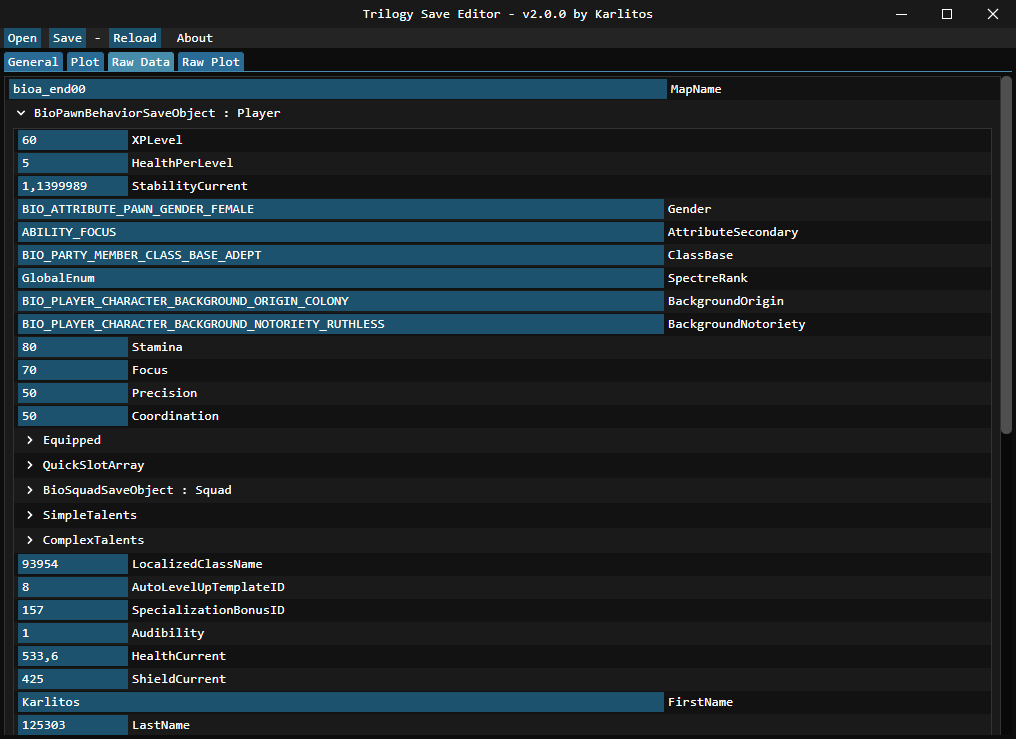 Trilogy Save Editor - v2.0.0 by Karlitos
Open Save - Reload About
General Plot Raw Data Raw Plot
bioa_end00 MapName
BioPawnBehaviorSaveObject : Player
60 XPLevel
5 HealthPerLevel
1,1399989 StabilityCurrent
BIO_ATTRIBUTE_PAWN_GENDER_FEMALE Gender
ABILITY_FOCUS AttributeSecondary
BIO_PARTY_MEMBER_CLASS_BASE_ADEPT ClassBase
GlobalEnum SpectreRank
BIO_PLAYER_CHARACTER_BACKGROUND_ORIGIN_COLONY BackgroundOrigin
BIO_PLAYER_CHARACTER_BACKGROUND_NOTORIETY_RUTHLESS BackgroundNotoriety
80 Stamina
70 Focus
50 Precision
50 Coordination
Equipped
QuickSlotArray
BioSquadSaveObject : Squad
SimpleTalents
ComplexTalents
93954 LocalizedClassName
8 AutoLevelUpTemplateID
157 SpecializationBonusID
1 Audibility
533,6 HealthCurrent
425 ShieldCurrent
Karlitos FirstName
125303 LastName